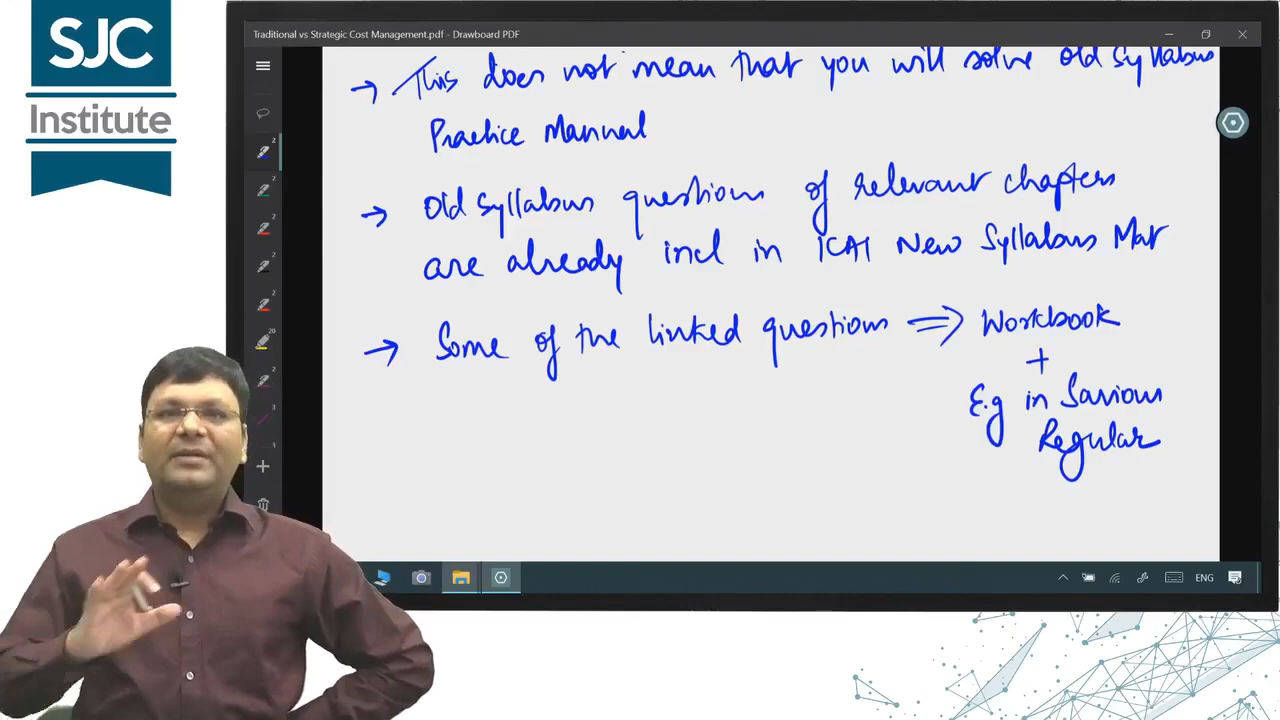 SJC
Institute
Traditional vs Strategic Cost Management.pdf - Drawboard PDF
→ This does not mean that you will solve old syllabus
Practice Manual
→ Old syllabus questions of relevant chapters
are already incl in ICAI New Syllabus Mat
→ Some of the linked questions ⇒ Workbook
+
E.g in Saviour
Regular
ENG